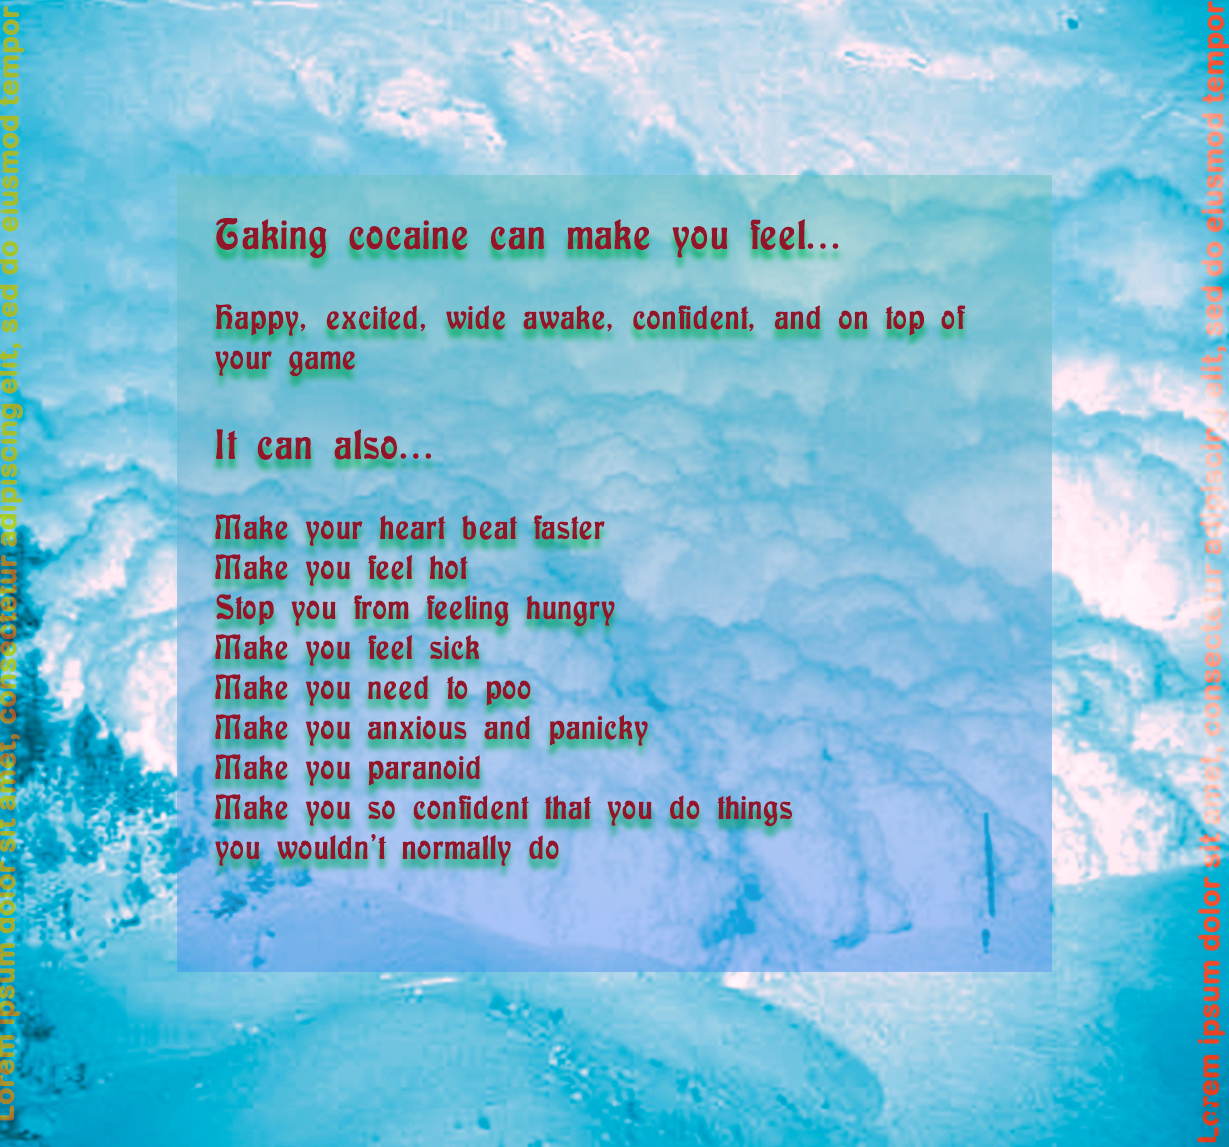 Taking cocaine can make you feel...
Happy, excited, wide awake, confident, and on top of
your game
It can also...
Make your heart beat faster
Make you feel hot
Stop you from feeling hungry
Make you feel sick
Make you need to poo
Make you anxious and panicky
Make you paranoid
Make you so confident that you do things
you wouldn't normally do
Lorem ipsum dolor sit amet, consectetur adipiscing elit, sed do eiusmod tempor
Lorem ipsum dolor sit amet, consectetur adipiscing elit, sed do eiusmod tempor